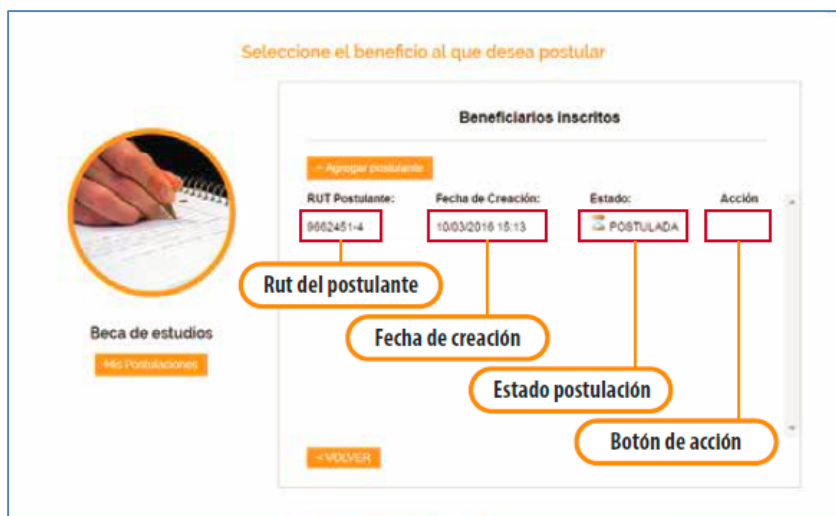 Seleccione el beneficio al que desea postular
Beneficiarios inscritos
+ Agregar postulante
RUT Postulante: Fecha de Creación: Estado: Acción
9662451-4 10/03/2016 15:13 POSTULADA
Rut del postulante
Fecha de creación
Estado postulación
Botón de acción
Beca de estudios
Mis Postulaciones
< VOLVER